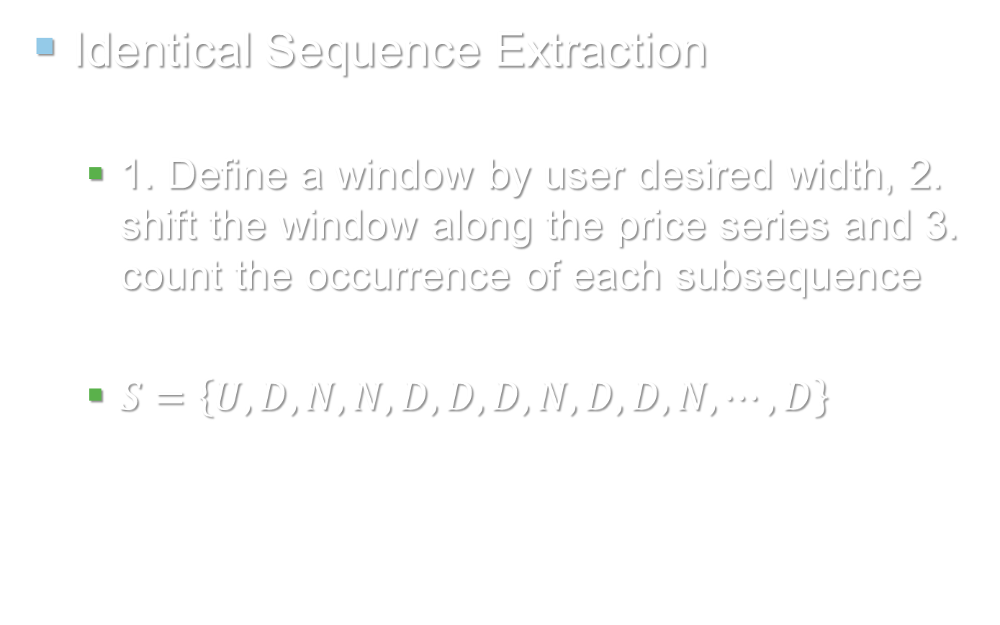 Identical Sequence Extraction
1. Define a window by user desired width, 2.
shift the window along the price series and 3.
count the occurrence of each subsequence
S = {U, D, N, N, D, D, D, N, D, D, N, ⋯ , D}